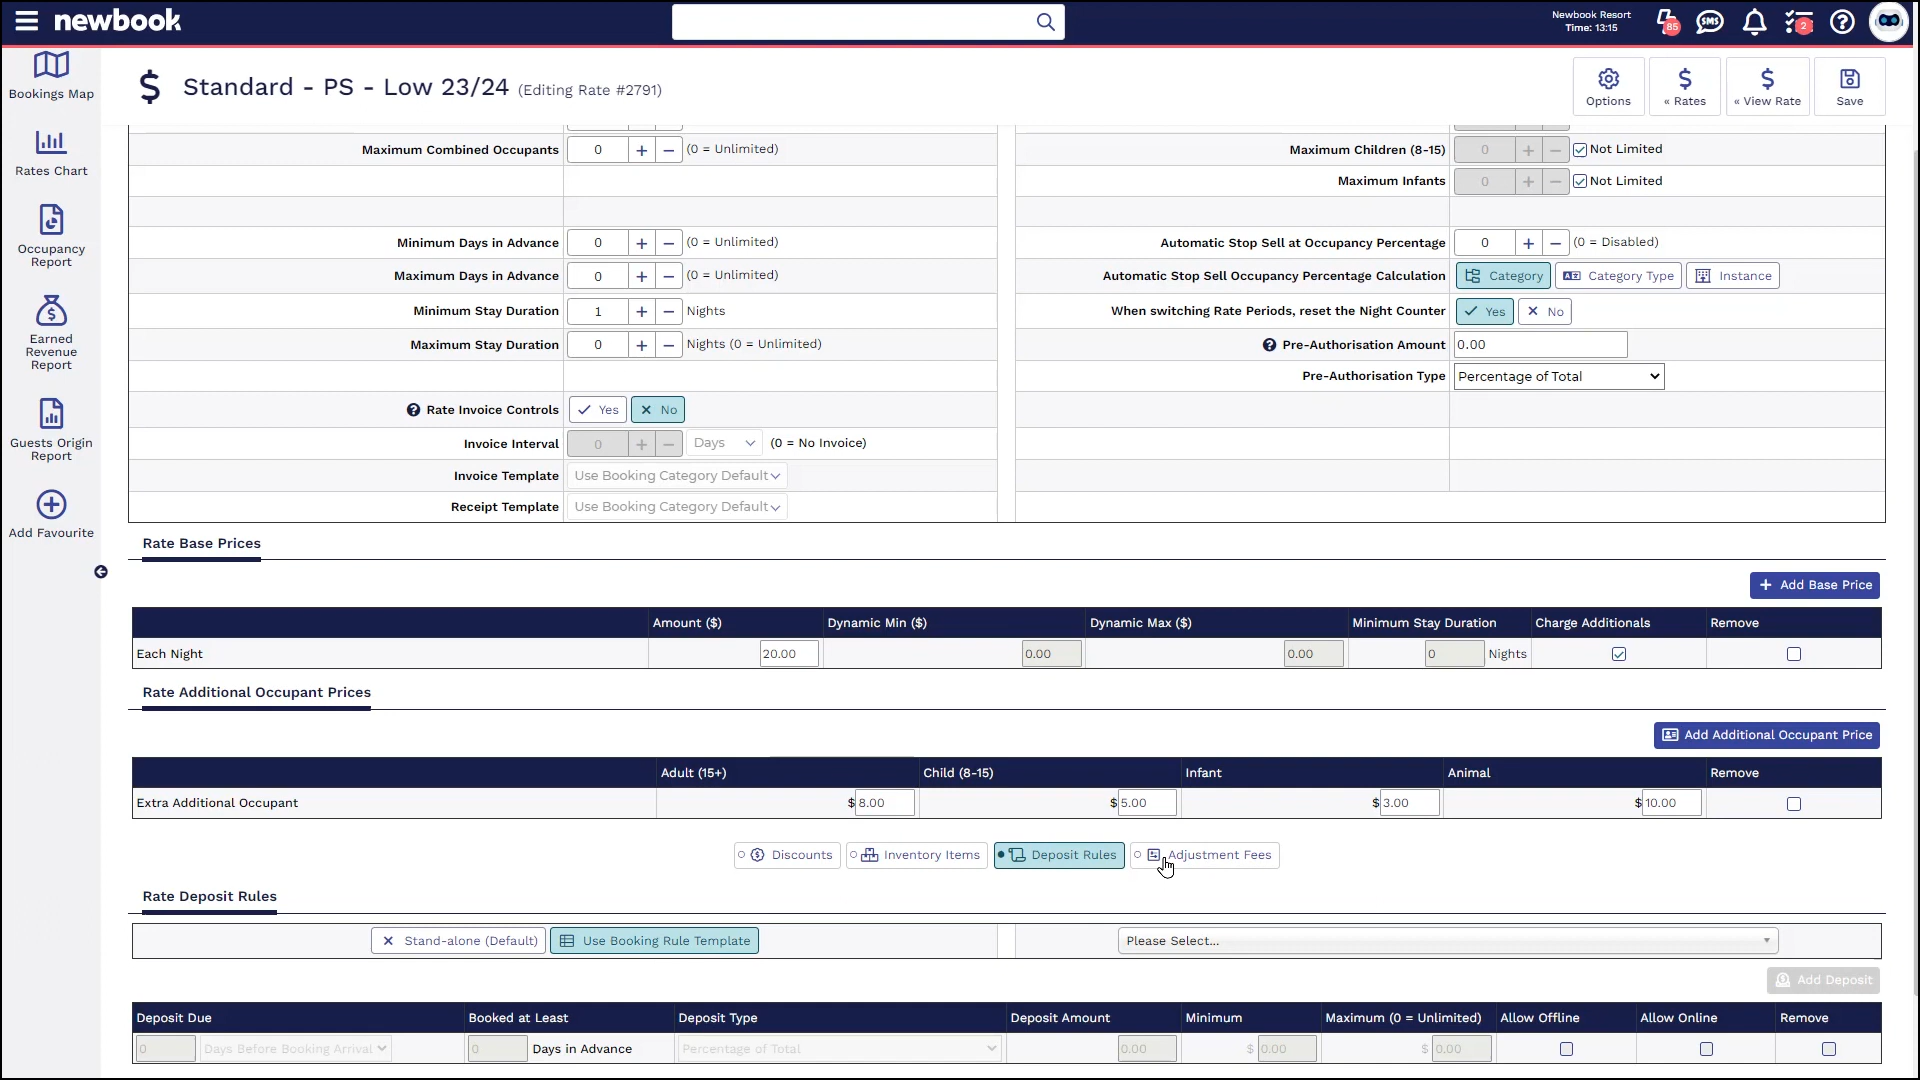 newbook
Newbook Resort
Time: 13:15
85
SMS
2
Bookings Map
Rates Chart
Occupancy
Report
Earned
Revenue
Report
Guests Origin
Report
Add Favourite
$ Standard - PS - Low 23/24 (Editing Rate #2791)
Options
« Rates
« View Rate
Save
Maximum Combined Occupants 0 + − (0 = Unlimited)
Maximum Children (8-15) 0 + − Not Limited
Maximum Infants 0 + − Not Limited
Minimum Days in Advance 0 + − (0 = Unlimited)
Automatic Stop Sell at Occupancy Percentage 0 + − (0 = Disabled)
Maximum Days in Advance 0 + − (0 = Unlimited)
Automatic Stop Sell Occupancy Percentage Calculation Category Category Type Instance
Minimum Stay Duration 1 + − Nights
When switching Rate Periods, reset the Night Counter Yes No
Maximum Stay Duration 0 + − Nights (0 = Unlimited)
Pre-Authorisation Amount 0.00
Pre-Authorisation Type Percentage of Total
Rate Invoice Controls Yes No
Invoice Interval 0 + − Days (0 = No Invoice)
Invoice Template Use Booking Category Default
Receipt Template Use Booking Category Default
Rate Base Prices
+ Add Base Price
Amount ($) Dynamic Min ($) Dynamic Max ($) Minimum Stay Duration Charge Additionals Remove
Each Night 20.00 0.00 0.00 0 Nights
Rate Additional Occupant Prices
Add Additional Occupant Price
Adult (15+) Child (8-15) Infant Animal Remove
Extra Additional Occupant $ 8.00 $ 5.00 $ 3.00 $ 10.00
Discounts Inventory Items Deposit Rules Adjustment Fees
Rate Deposit Rules
Stand-alone (Default) Use Booking Rule Template Please Select...
Add Deposit
Deposit Due Booked at Least Deposit Type Deposit Amount Minimum Maximum (0 = Unlimited) Allow Offline Allow Online Remove
0 Days Before Booking Arrival 0 Days in Advance Percentage of Total 0.00 $ 0.00 $ 0.00